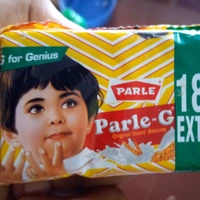 G for Genius
PARLE
Parle-G
Original Gluco Biscuits
18
EXT